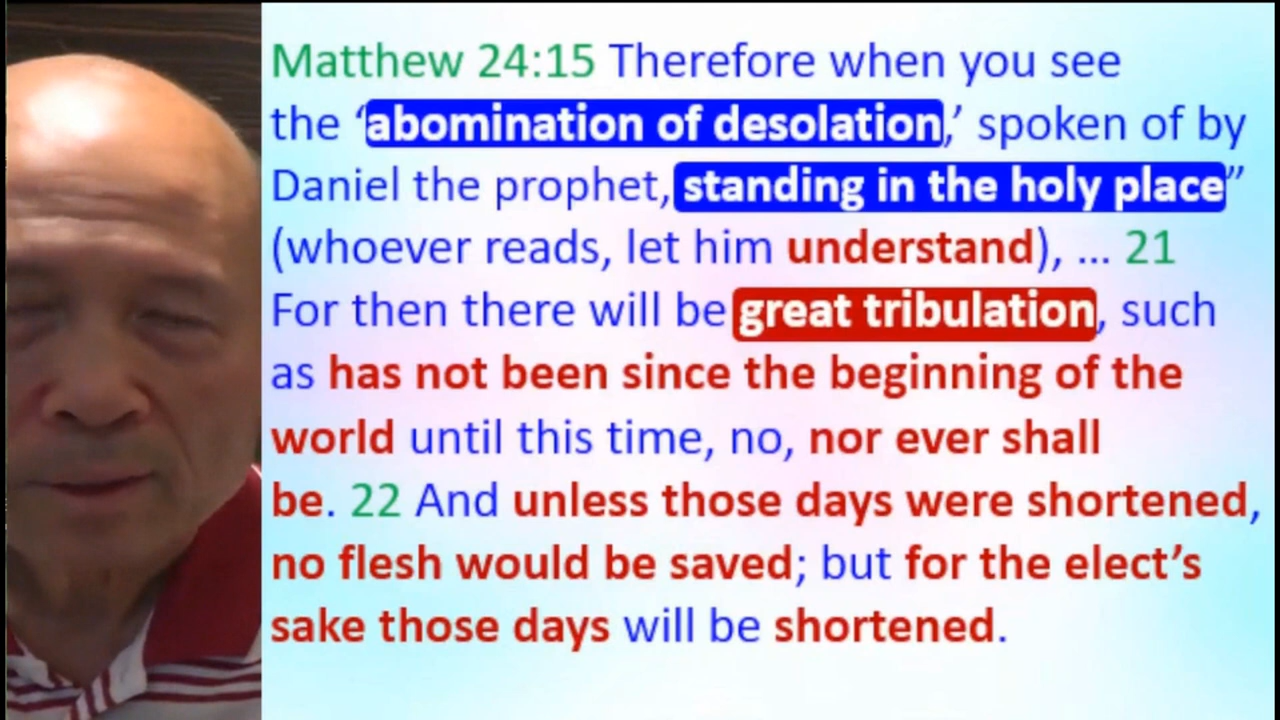 Matthew 24:15 Therefore when you see
the ‘abomination of desolation,’ spoken of by
Daniel the prophet, standing in the holy place”
(whoever reads, let him understand), ... 21
For then there will be great tribulation, such
as has not been since the beginning of the
world until this time, no, nor ever shall
be. 22 And unless those days were shortened,
no flesh would be saved; but for the elect’s
sake those days will be shortened.